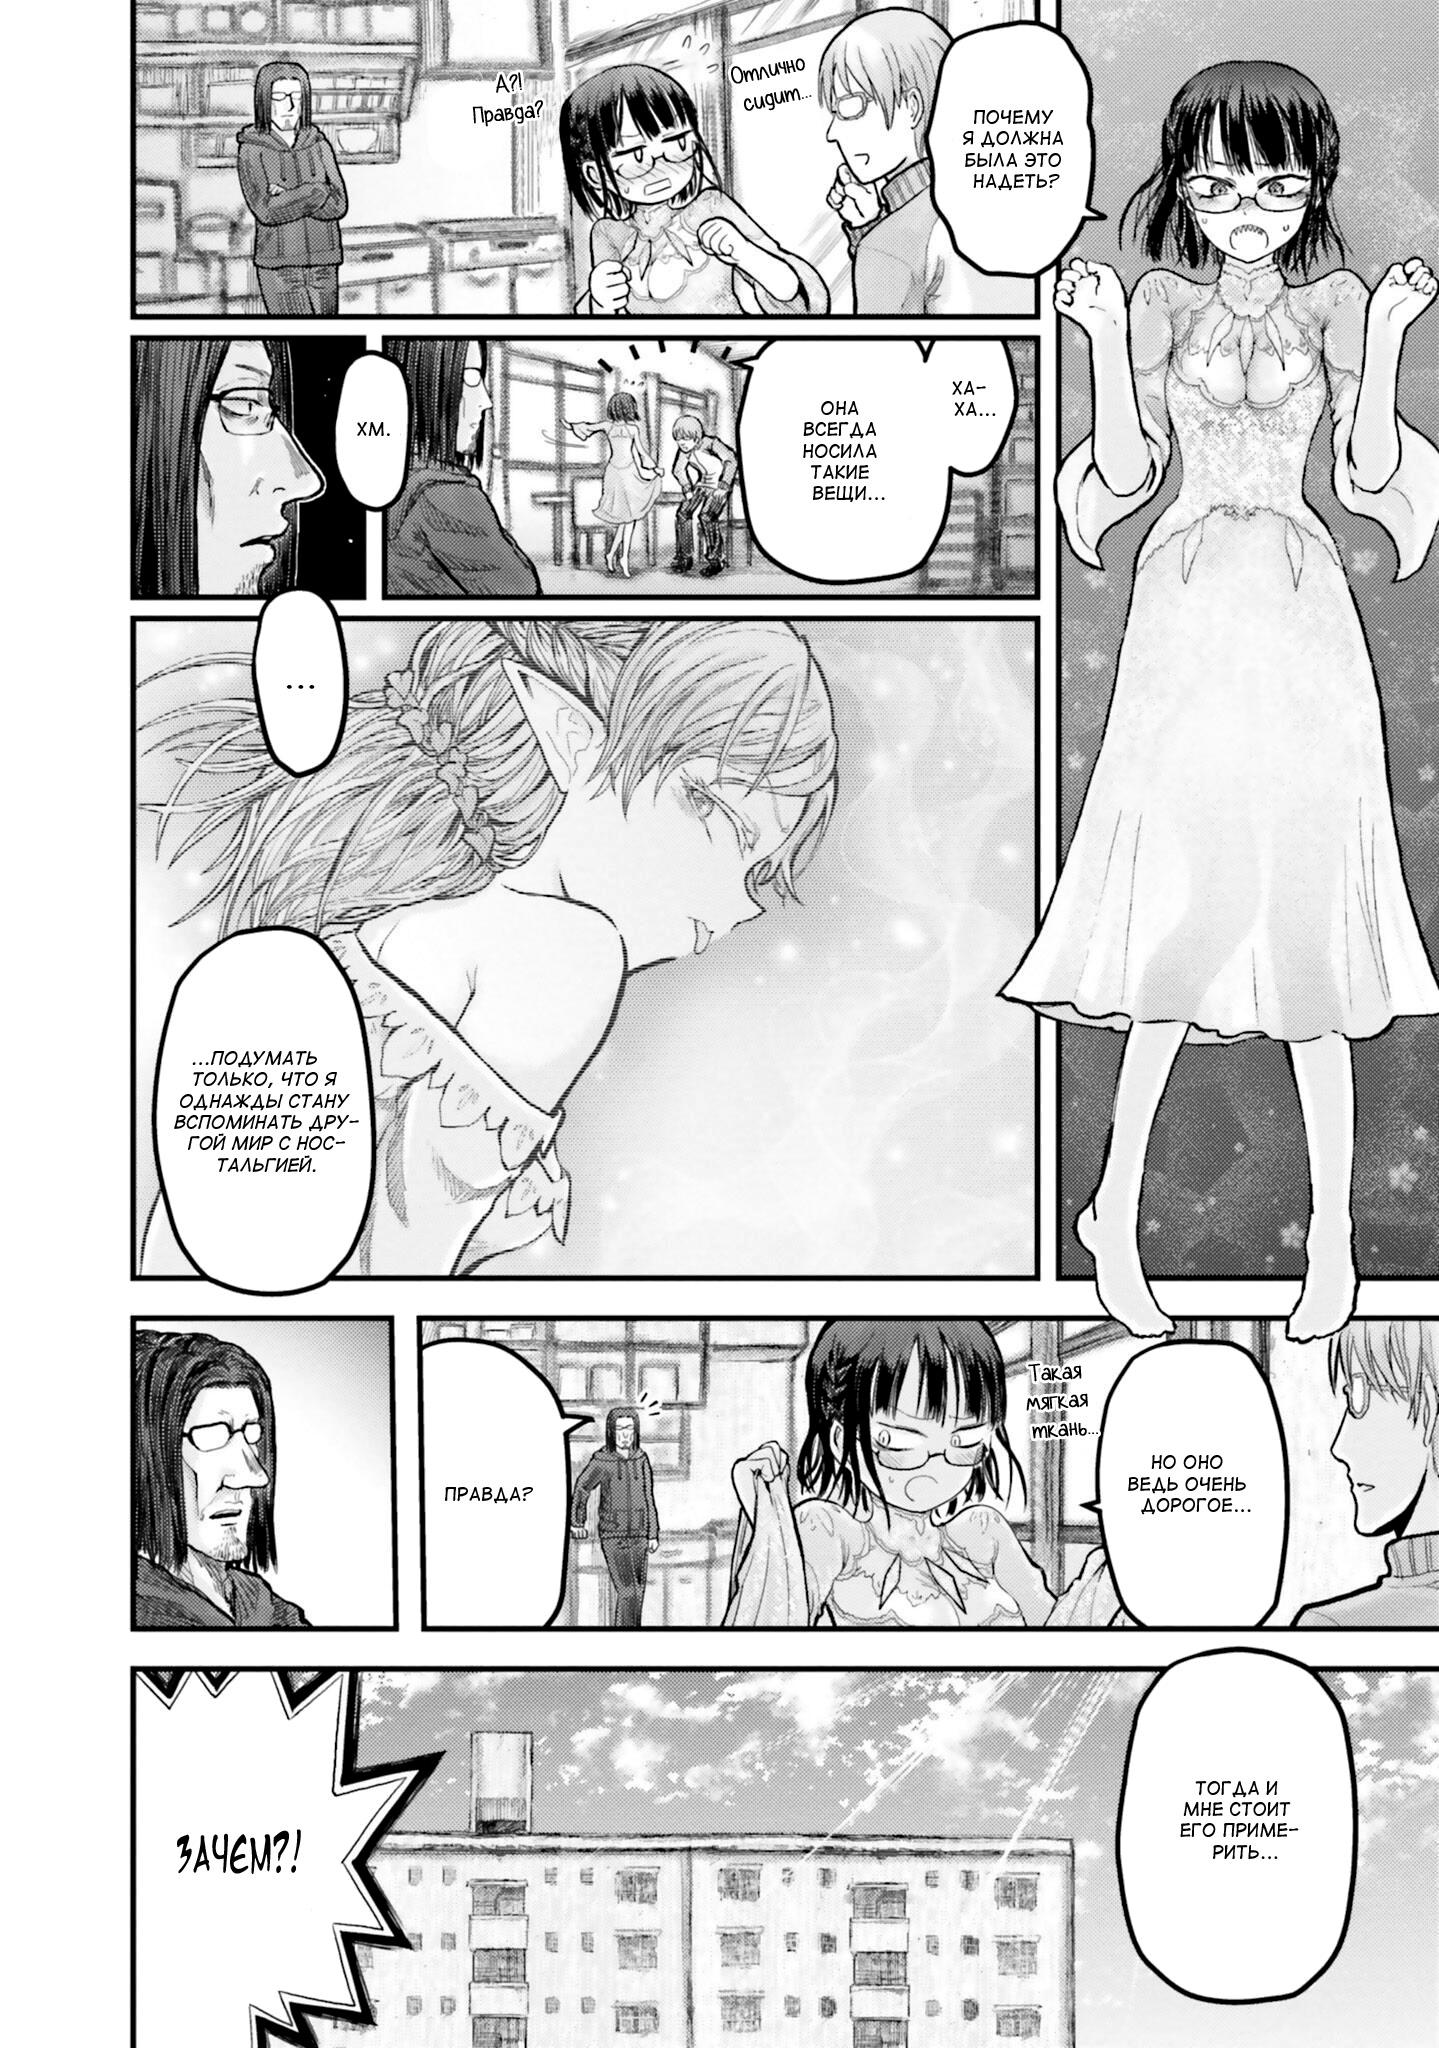 ПОЧЕМУ
Я ДОЛЖНА
БЫЛА ЭТО
НАДЕТЬ?
Отлично
сидит...
А?!
Правда?
ХА-
ХА...
ОНА
ВСЕГДА
НОСИЛА
ТАКИЕ
ВЕЩИ...
ХМ.
...
...ПОДУМАТЬ
ТОЛЬКО, ЧТО Я
ОДНАЖДЫ СТАНУ
ВСПОМИНАТЬ ДРУ-
ГОЙ МИР С НОС-
ТАЛЬГИЕЙ.
НО ОНО
ВЕДЬ ОЧЕНЬ
ДОРОГОЕ...
Такая
мягкая
ткань...
ПРАВДА?
ТОГДА И
МНЕ СТОИТ
ЕГО ПРИМЕ-
РИТЬ...
ЗАЧЕМ?!